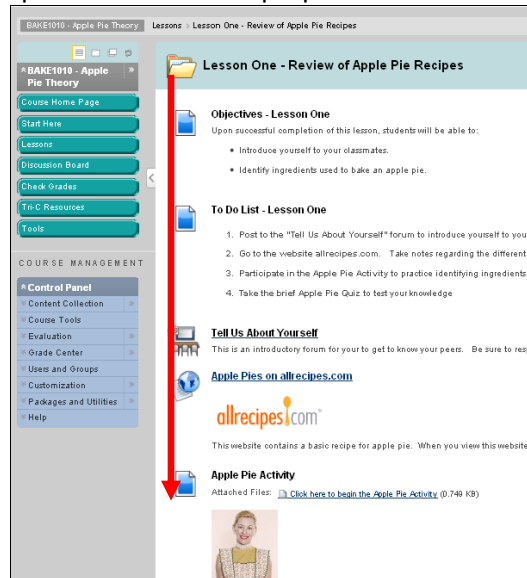 BAKE1010 - Apple Pie Theory
Lessons > Lesson One - Review of Apple Pie Recipes
BAKE1010 - Apple
Pie Theory
Course Home Page
Start Here
Lessons
Discussion Board
Check Grades
Tri-C Resources
Tools
COURSE MANAGEMENT
Control Panel
Content Collection
Course Tools
Evaluation
Grade Center
Users and Groups
Customization
Packages and Utilities
Help
Lesson One - Review of Apple Pie Recipes
Objectives - Lesson One
Upon successful completion of this lesson, students will be able to:
• Introduce yourself to your classmates.
• Identify ingredients used to bake an apple pie.
To Do List - Lesson One
1. Post to the "Tell Us About Yourself" forum to introduce yourself to you
2. Go to the website allrecipes.com. Take notes regarding the different
3. Participate in the Apple Pie Activity to practice identifying ingredients
4. Take the brief Apple Pie Quiz to test your knowledge
Tell Us About Yourself
This is an introductory forum for your to get to know your peers. Be sure to res
Apple Pies on allrecipes.com
allrecipes.com
This website contains a basic recipe for apple pie. When you view this website
Apple Pie Activity
Attached Files: Click here to begin the Apple Pie Activity (0.749 KB)